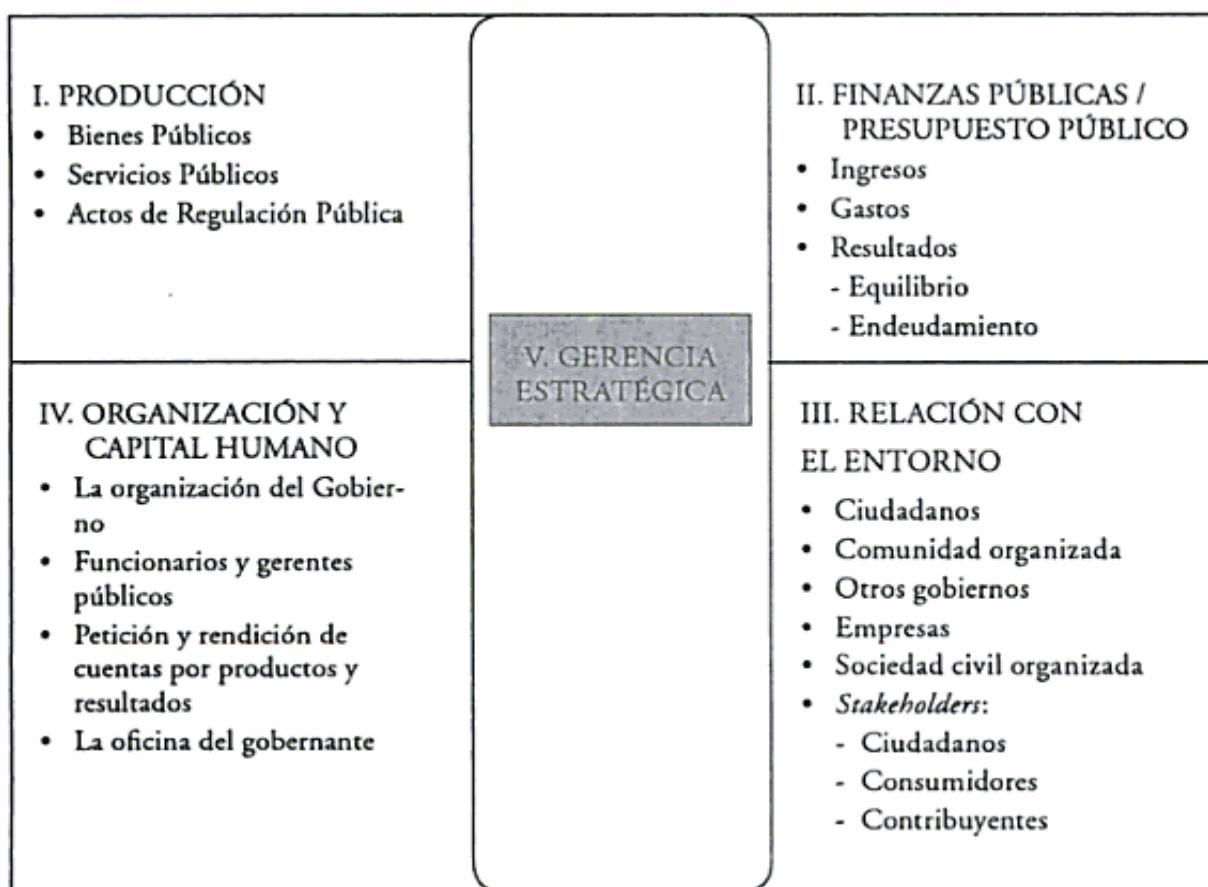 I. PRODUCCIÓN
• Bienes Públicos
• Servicios Públicos
• Actos de Regulación Pública
II. FINANZAS PÚBLICAS /
PRESUPUESTO PÚBLICO
• Ingresos
• Gastos
• Resultados
- Equilibrio
- Endeudamiento
V. GERENCIA
ESTRATÉGICA
IV. ORGANIZACIÓN Y
CAPITAL HUMANO
• La organización del Gobier-
no
• Funcionarios y gerentes
públicos
• Petición y rendición de
cuentas por productos y
resultados
• La oficina del gobernante
III. RELACIÓN CON
EL ENTORNO
• Ciudadanos
• Comunidad organizada
• Otros gobiernos
• Empresas
• Sociedad civil organizada
• Stakeholders:
- Ciudadanos
- Consumidores
- Contribuyentes